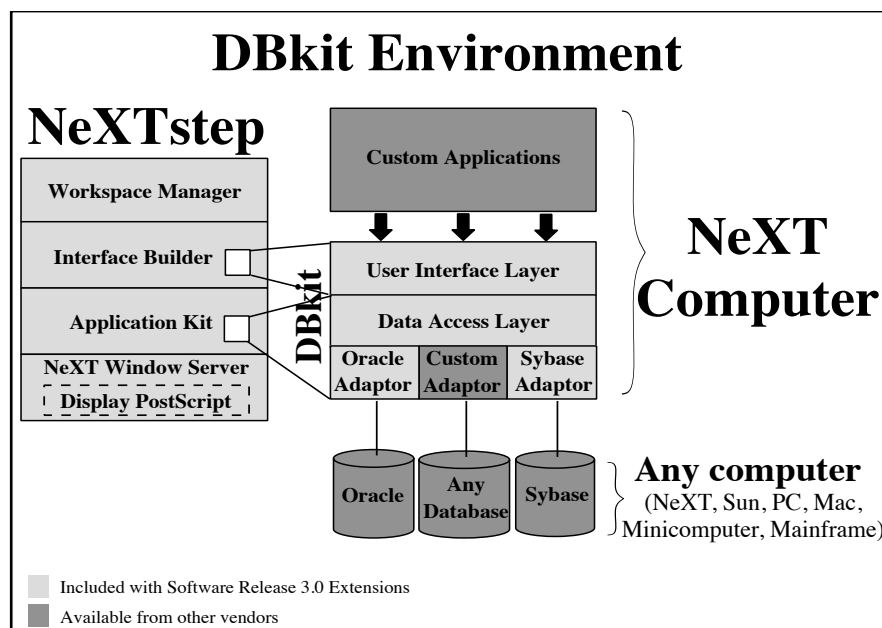 DBkit Environment
NeXTstep
Workspace Manager
Interface Builder
Application Kit
NeXT Window Server
Display PostScript
DBkit
Custom Applications
User Interface Layer
Data Access Layer
Oracle
Adaptor
Custom
Adaptor
Sybase
Adaptor
NeXT
Computer
Oracle
Any
Database
Sybase
Any computer
(NeXT, Sun, PC, Mac,
Minicomputer, Mainframe)
Included with Software Release 3.0 Extensions
Available from other vendors